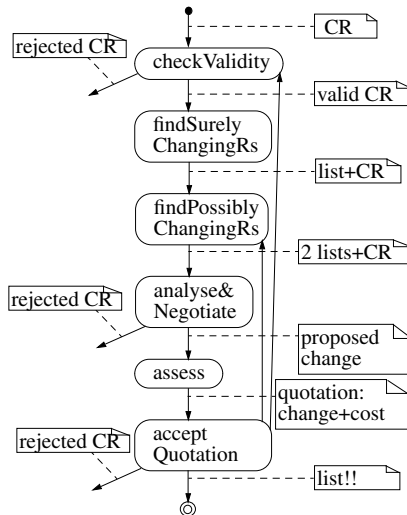 CR
rejected CR
checkValidity
valid CR
findSurely
ChangingRs
list+CR
findPossibly
ChangingRs
2 lists+CR
rejected CR
analyse&
Negotiate
proposed
change
assess
quotation:
change+cost
rejected CR
accept
Quotation
list!!